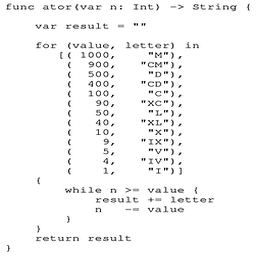 func ator(var n: Int) -> String {
    var result = ""
    for (value, letter) in
       [( 1000,    "M"),
        (  900,   "CM"),
        (  500,    "D"),
        (  400,   "CD"),
        (  100,    "C"),
        (   90,   "XC"),
        (   50,    "L"),
        (   40,   "XL"),
        (   10,    "X"),
        (    9,   "IX"),
        (    5,    "V"),
        (    4,   "IV"),
        (    1,    "I")]
    {
        while n >= value {
            result += letter
            n   -= value
        }
    }
    return result
}